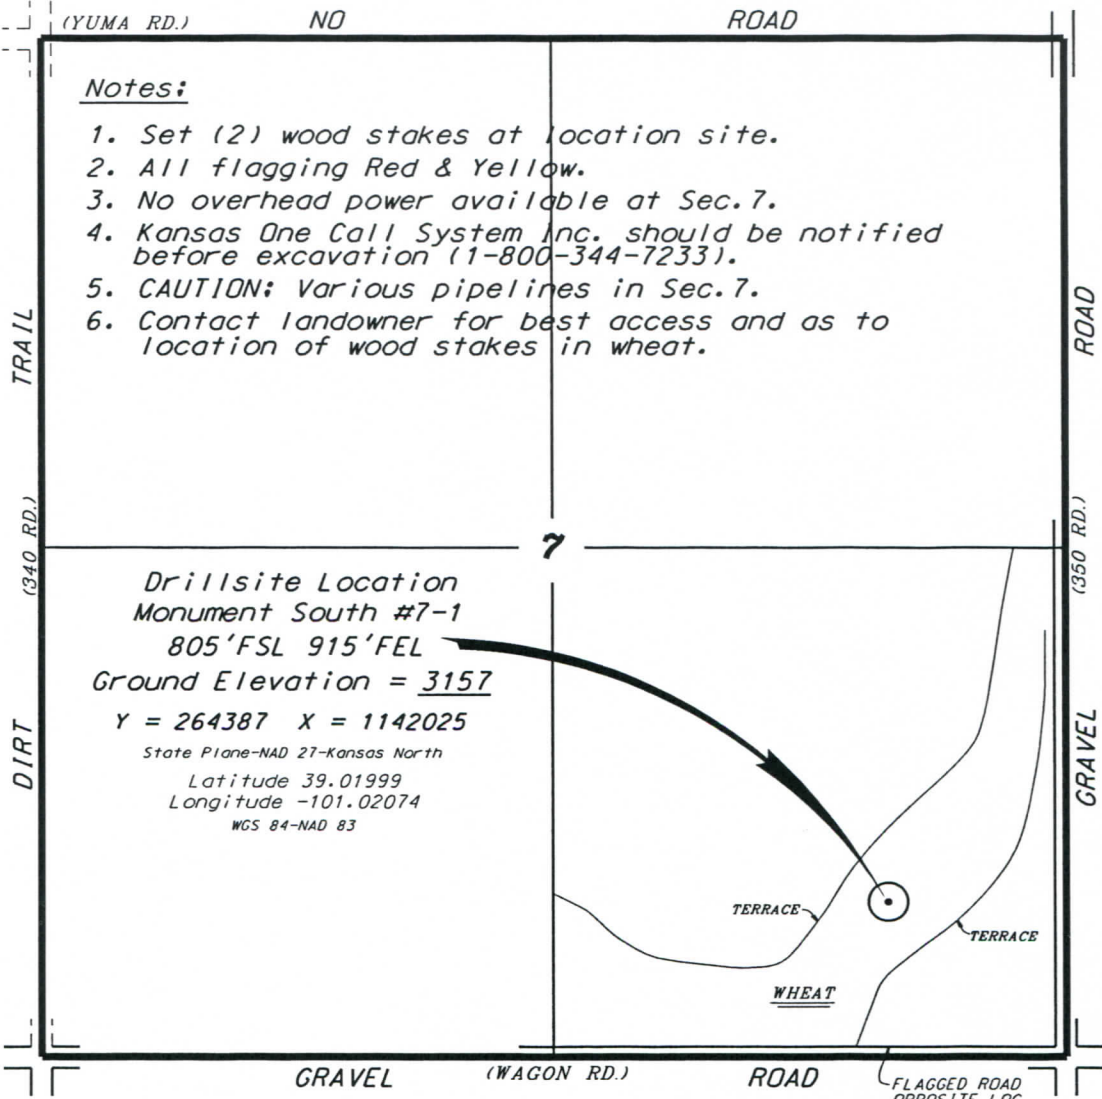 (YUMA RD.) NO ROAD
Notes:
1. Set (2) wood stakes at location site.
2. All flagging Red & Yellow.
3. No overhead power available at Sec.7.
4. Kansas One Call System Inc. should be notified
before excavation (1-800-344-7233).
5. CAUTION: Various pipelines in Sec.7.
6. Contact landowner for best access and as to
location of wood stakes in wheat.
TRAIL
ROAD
(340 RD.)
(350 RD.)
7
Drillsite Location
Monument South #7-1
805'FSL 915'FEL
Ground Elevation = 3157
Y = 264387 X = 1142025
State Plane-NAD 27-Kansas North
Latitude 39.01999
Longitude -101.02074
WGS 84-NAD 83
DIRT
GRAVEL
TERRACE
TERRACE
WHEAT
GRAVEL (WAGON RD.) ROAD
FLAGGED ROAD
OPPOSITE LOC